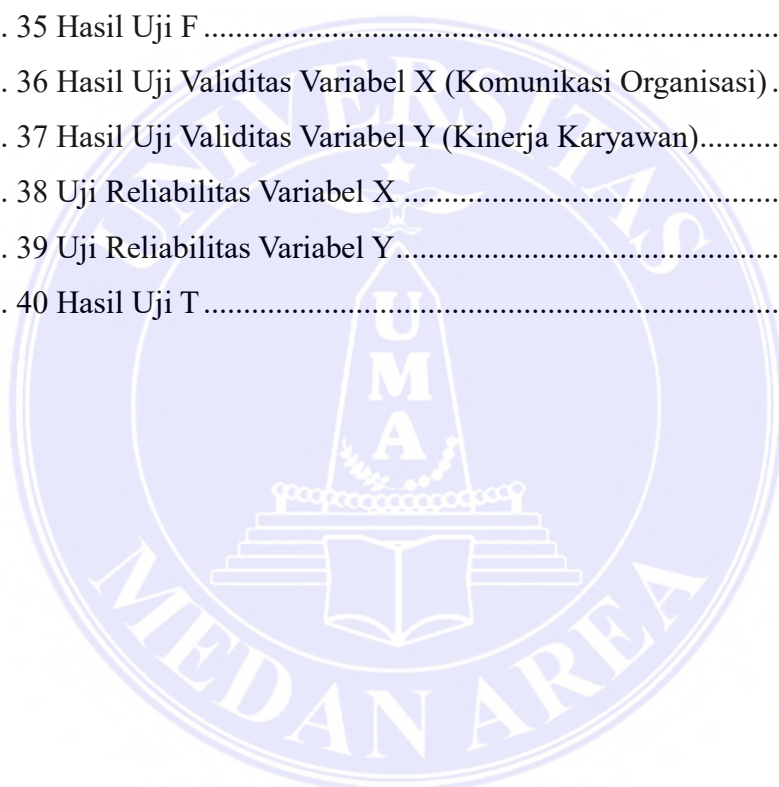 . 35 Hasil Uji F ........................................................................
. 36 Hasil Uji Validitas Variabel X (Komunikasi Organisasi) .
. 37 Hasil Uji Validitas Variabel Y (Kinerja Karyawan)..........
. 38 Uji Reliabilitas Variabel X ...............................................
. 39 Uji Reliabilitas Variabel Y................................................
. 40 Hasil Uji T ........................................................................
UNIVERSITAS
UMA
MEDAN AREA